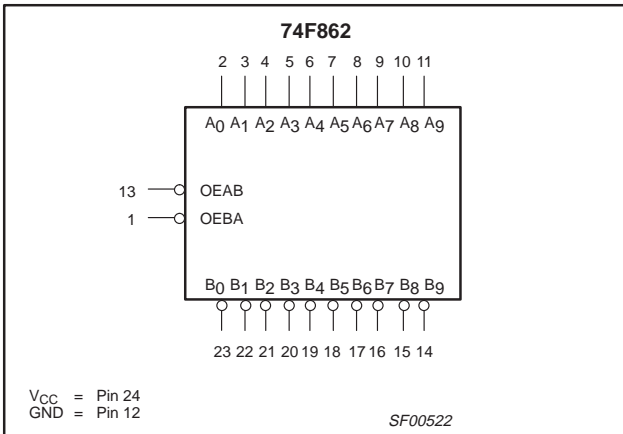 74F862
2 3 4 5 6 7 8 9 10 11
A0 A1 A2 A3 A4 A5 A6 A7 A8 A9
13 OEAB
1 OEBA
B0 B1 B2 B3 B4 B5 B6 B7 B8 B9
23 22 21 20 19 18 17 16 15 14
VCC = Pin 24
GND = Pin 12
SF00522